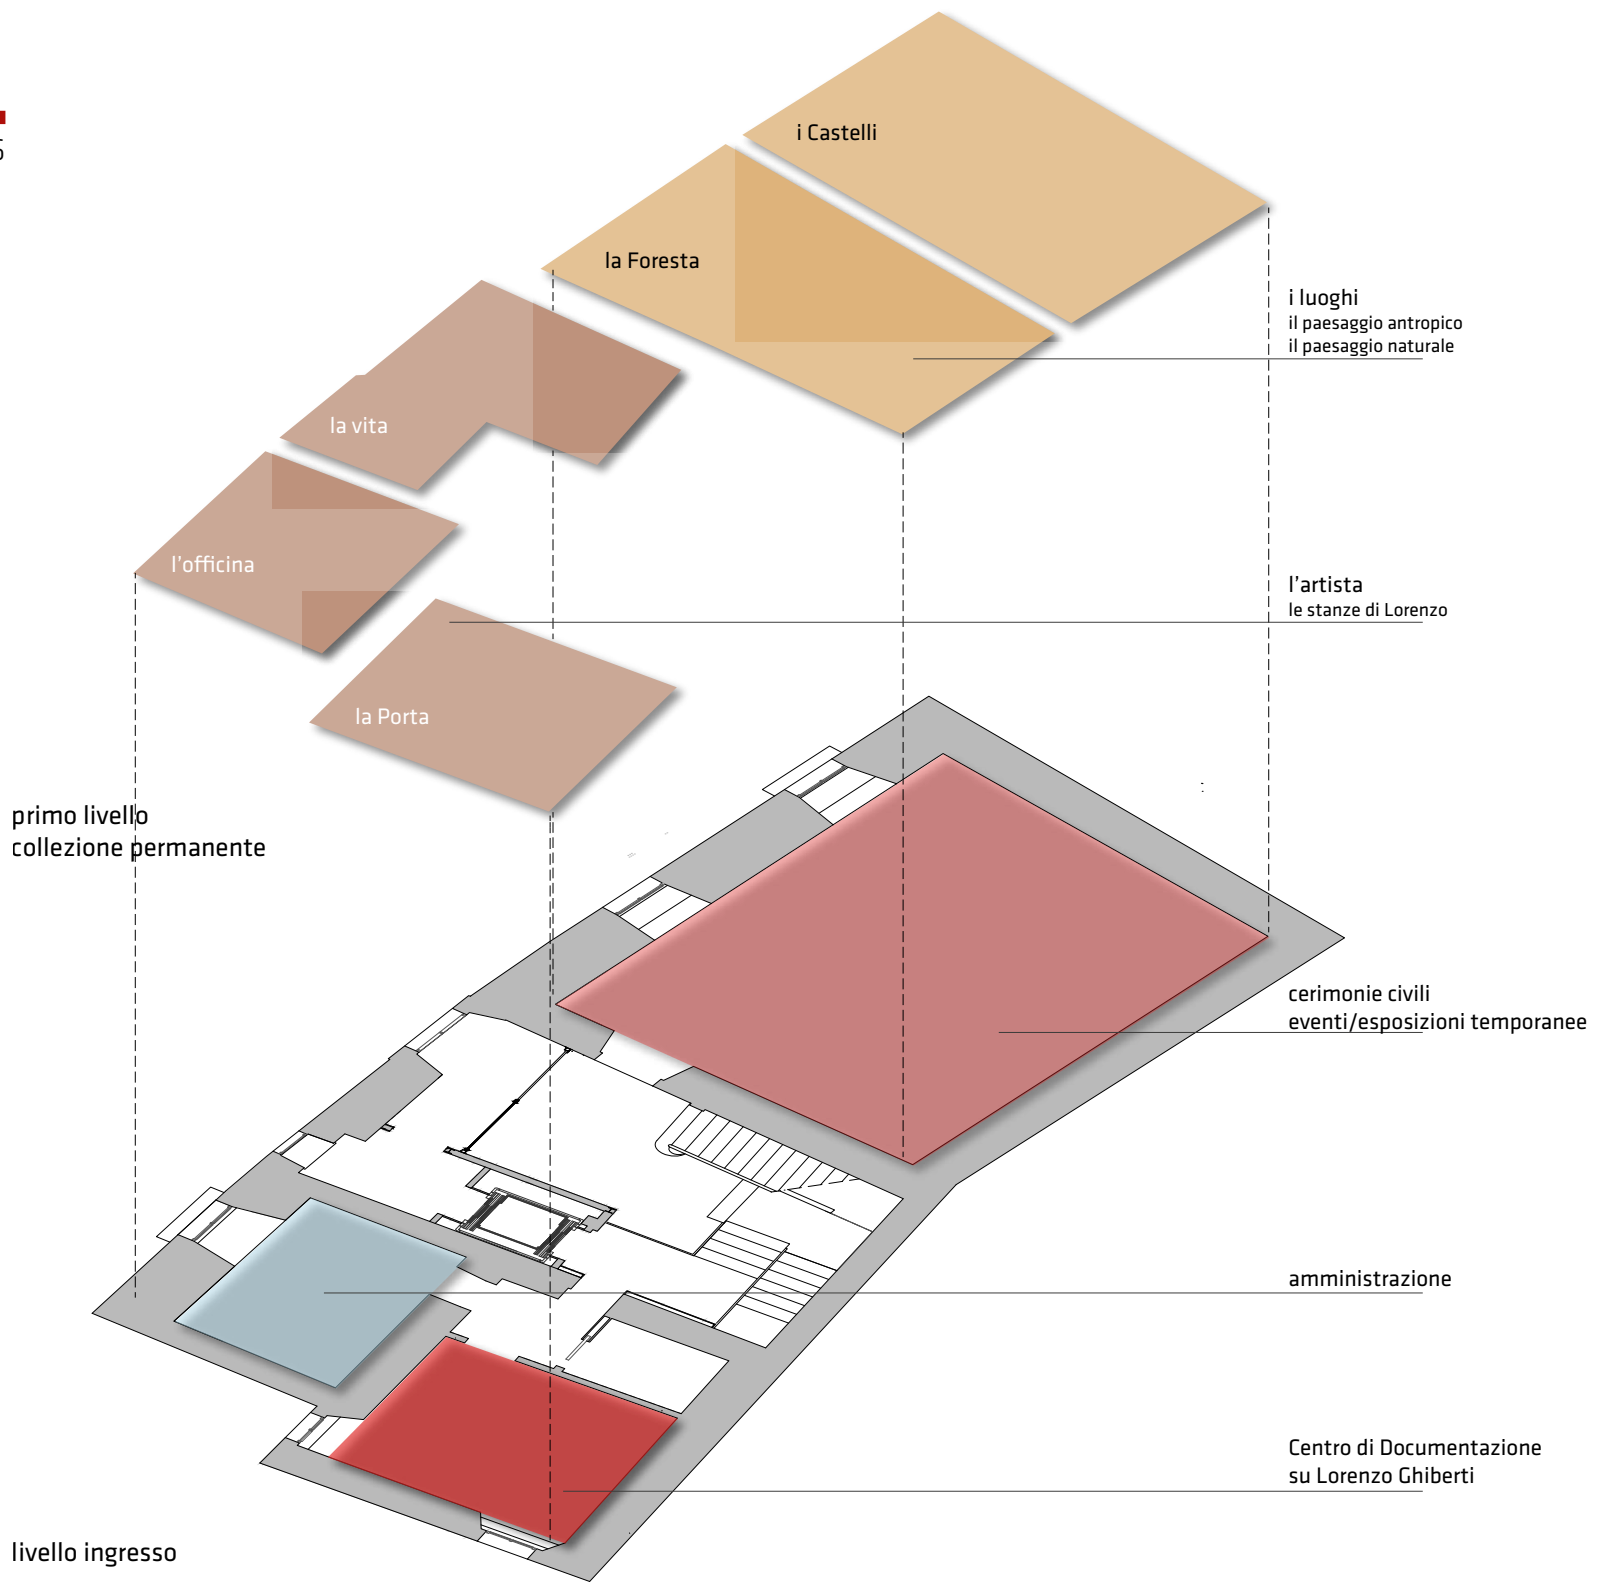 i Castelli
la Foresta
i luoghi
il paesaggio antropico
il paesaggio naturale
la vita
l'officina
l'artista
le stanze di Lorenzo
la Porta
primo livello
collezione permanente
cerimonie civili
eventi/esposizioni temporanee
amministrazione
Centro di Documentazione
su Lorenzo Ghiberti
livello ingresso